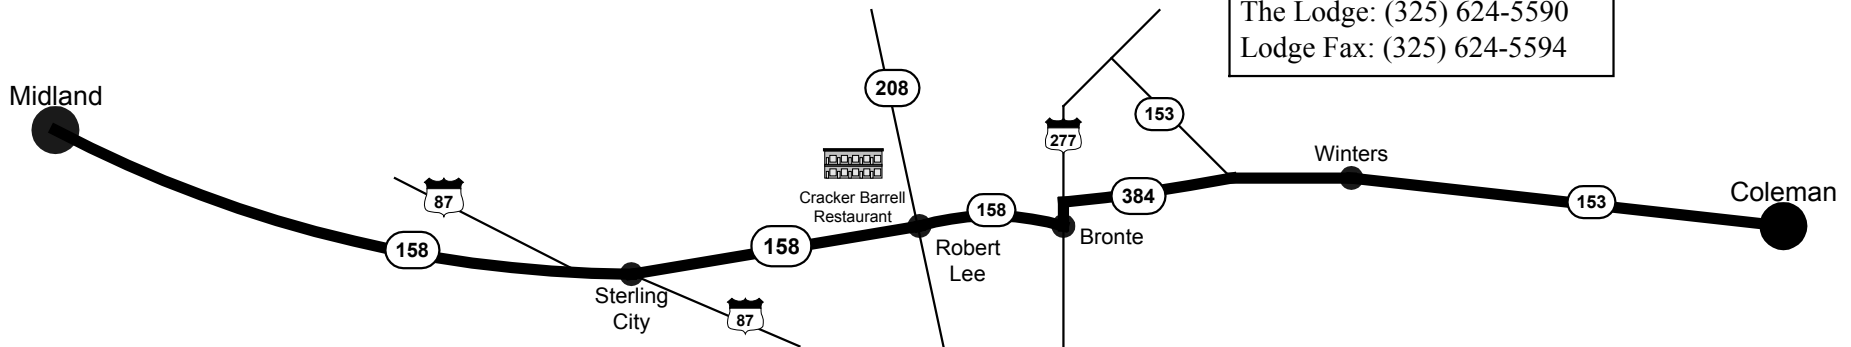 The Lodge: (325) 624-5590
Lodge Fax: (325) 624-5594
Midland
208
153
277
87
Cracker Barrell
Restaurant
Winters
Coleman
158
384
153
158
158
Robert
Lee
Bronte
Sterling
City
87